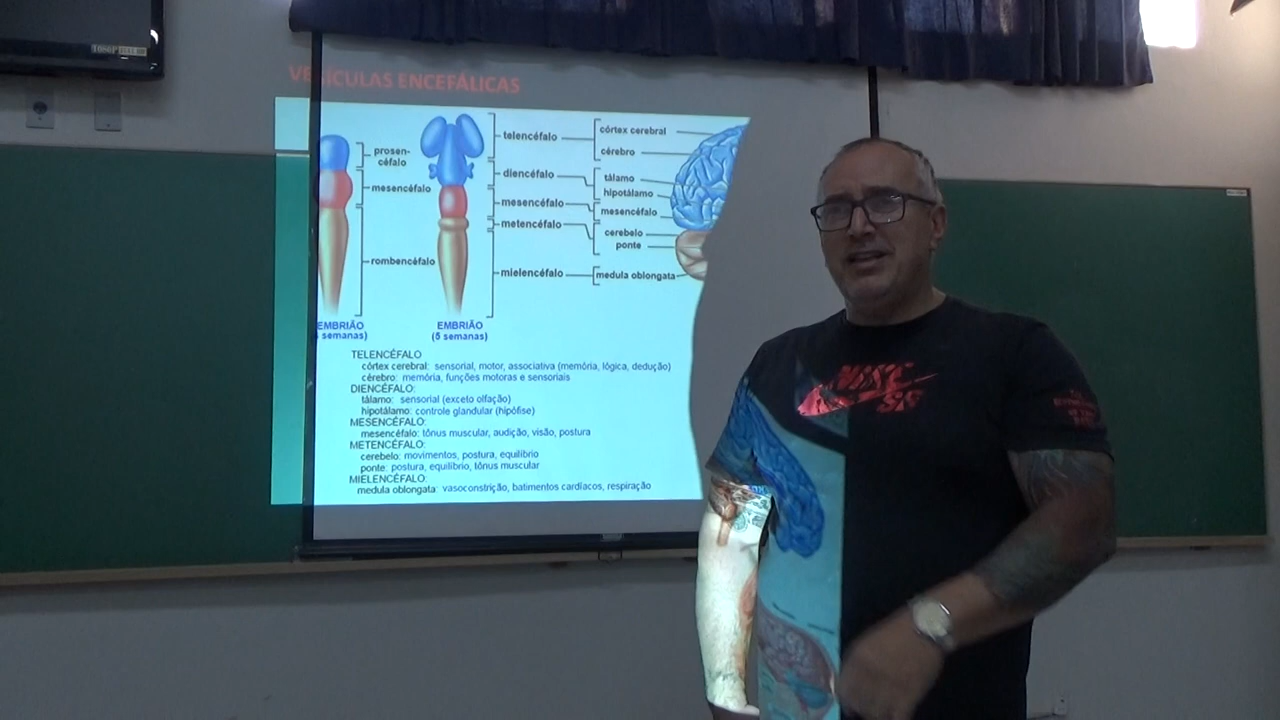 VESÍCULAS ENCEFÁLICAS
prosen-
céfalo
mesencéfalo
rombencéfalo
EMBRIÃO
semanas)
EMBRIÃO
(5 semanas)
telencéfalo
diencéfalo
mesencéfalo
metencéfalo
mielencéfalo
córtex cerebral
cérebro
tálamo
hipotálamo
mesencéfalo
cerebelo
ponte
medula oblongata
TELENCÉFALO
córtex cerebral: sensorial, motor, associativa (memória, lógica, dedução)
cérebro: memória, funções motoras e sensoriais
DIENCÉFALO:
tálamo: sensorial (exceto olfação)
hipotálamo: controle glandular (hipófise)
MESENCÉFALO:
mesencéfalo: tônus muscular, audição, visão, postura
METENCÉFALO:
cerebelo: movimentos, postura, equilíbrio
ponte: postura, equilíbrio, tônus muscular
MIELENCÉFALO:
medula oblongata: vasoconstrição, batimentos cardíacos, respiração